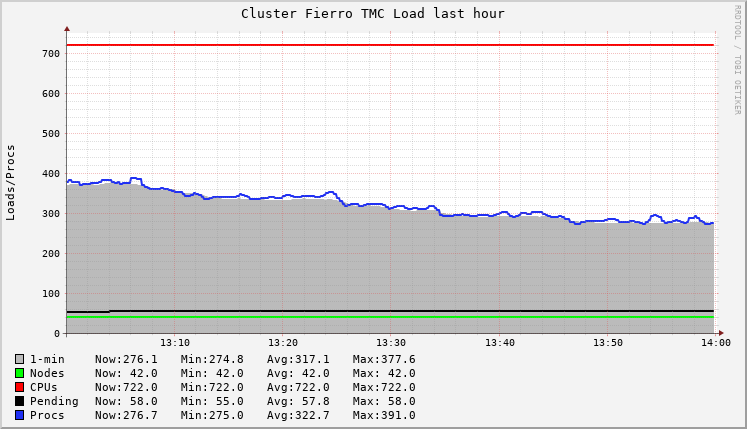 Cluster Fierro TMC Load last hour
RRDTOOL / TOBI OETIKER
Loads/Procs
700
600
500
400
300
200
100
0
13:10 13:20 13:30 13:40 13:50 14:00
1-min Now:276.1 Min:274.8 Avg:317.1 Max:377.6
Nodes Now: 42.0 Min: 42.0 Avg: 42.0 Max: 42.0
CPUs Now:722.0 Min:722.0 Avg:722.0 Max:722.0
Pending Now: 58.0 Min: 55.0 Avg: 57.8 Max: 58.0
Procs Now:276.7 Min:275.0 Avg:322.7 Max:391.0